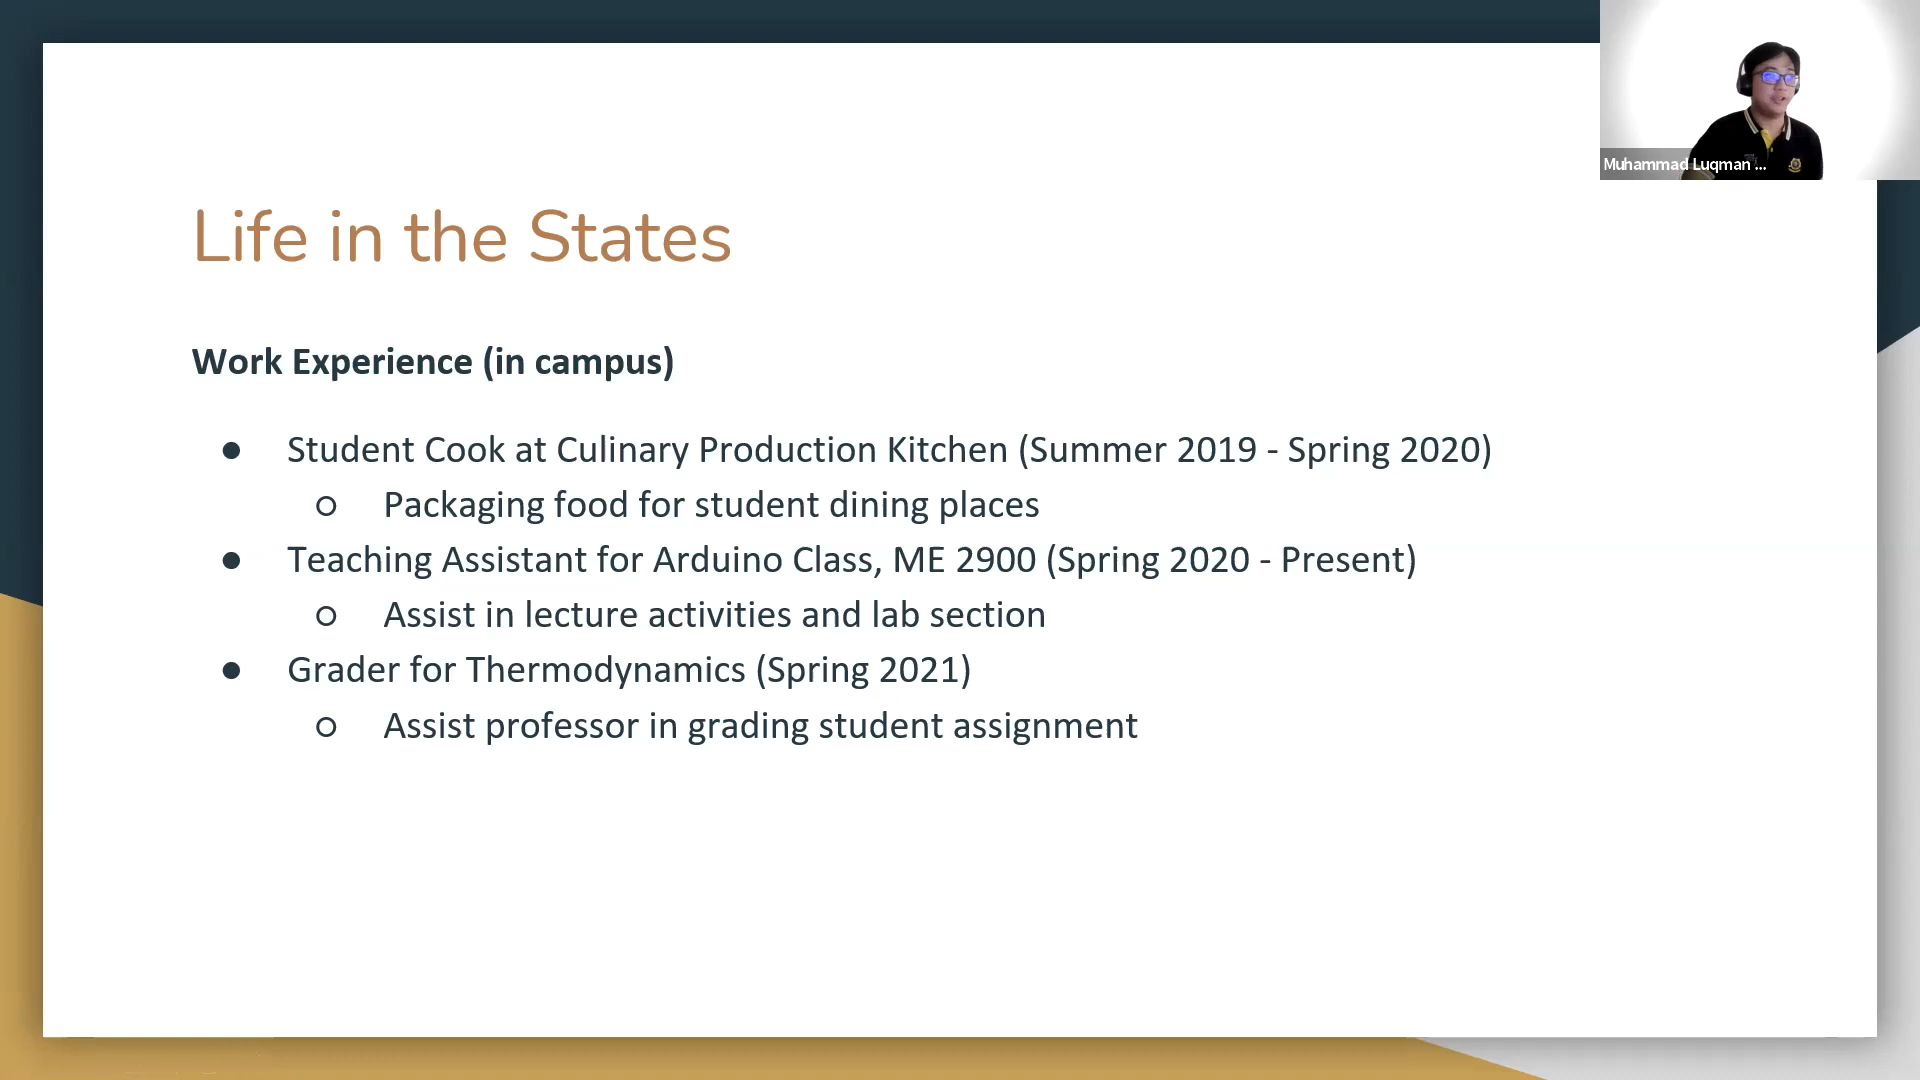 Muhammad Luqman ...
Life in the States
Work Experience (in campus)
● Student Cook at Culinary Production Kitchen (Summer 2019 - Spring 2020)
○ Packaging food for student dining places
● Teaching Assistant for Arduino Class, ME 2900 (Spring 2020 - Present)
○ Assist in lecture activities and lab section
● Grader for Thermodynamics (Spring 2021)
○ Assist professor in grading student assignment